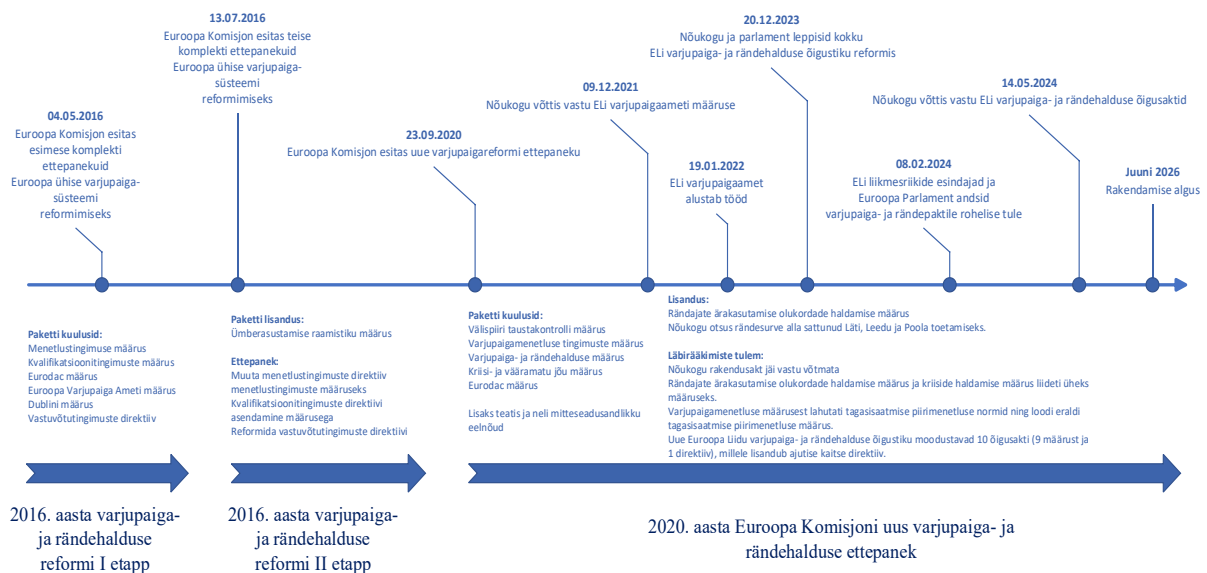 04.05.2016
Euroopa Komisjon esitas
esimese komplekti
ettepanekuid
Euroopa ühise varjupaiga-
süsteemi
reformimiseks
13.07.2016
Euroopa Komisjon esitas teise
komplekti ettepanekuid
Euroopa ühise varjupaiga-
süsteemi
reformimiseks
23.09.2020
Euroopa Komisjon esitas uue varjupaigareformi ettepaneku
09.12.2021
Nõukogu võttis vastu ELi varjupaigaameti määruse
19.01.2022
ELi varjupaigaamet
alustab tööd
20.12.2023
Nõukogu ja parlament leppisid kokku
ELi varjupaiga- ja rändehalduse õigustiku reformis
08.02.2024
ELi liikmesriikide esindajad ja
Euroopa Parlament andsid
varjupaiga- ja rändepaktile rohelise tule
14.05.2024
Nõukogu võttis vastu ELi varjupaiga- ja rändehalduse õigusaktid
Juuni 2026
Rakendamise algus
Paketti kuulusid:
Menetlustingimuse määrus
Kvalifikatsioonitingimuste määrus
Eurodac määrus
Euroopa Varjupaiga Ameti määrus
Dublini määrus
Vastuvõtutingimuste direktiiv
Paketti lisandus:
Ümberasustamise raamistiku määrus
Ettepanek:
Muuta menetlustingimuste direktiiv
menetlustingimuste määruseks
Kvalifikatsioonitingimuste direktiivi
asendamine määrusega
Reformida vastuvõtutingimuste direktiivi
Paketti kuulusid:
Välispiiri taustakontrolli määrus
Varjupaigamenetluse tingimuste määrus
Varjupaiga- ja rändehalduse määrus
Kriisi- ja vääramatu jõu määrus
Eurodac määrus
Lisaks teatis ja neli mitteseadusandlikku
eelnõud
Lisandus:
Rändajate ärakasutamise olukordade haldamise määrus
Nõukogu otsus rändesurve alla sattunud Läti, Leedu ja Poola toetamiseks.
Läbirääkimiste tulem:
Nõukogu rakendusakt jäi vastu võtmata
Rändajate ärakasutamise olukordade haldamise määrus ja kriiside haldamise määrus liideti üheks
määruseks.
Varjupaigamenetluse määrusest lahutati tagasisaatmise piirimenetluse normid ning loodi eraldi
tagasisaatmise piirimenetluse määrus.
Uue Euroopa Liidu varjupaiga- ja rändehalduse õigustiku moodustavad 10 õigusakti (9 määrust ja
1 direktiiv), millele lisandub ajutise kaitse direktiiv.
2016. aasta varjupaiga-
ja rändehalduse
reformi I etapp
2016. aasta varjupaiga-
ja rändehalduse
reformi II etapp
2020. aasta Euroopa Komisjoni uus varjupaiga- ja
rändehalduse ettepanek